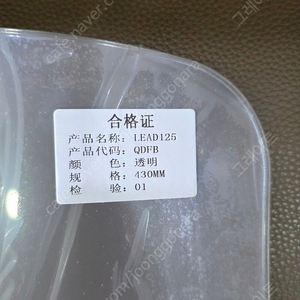 合格证
产品名称: LEAD125
产品代码: QDFB
颜　　色: 透明
规　　格: 430MM
检　　验: 01